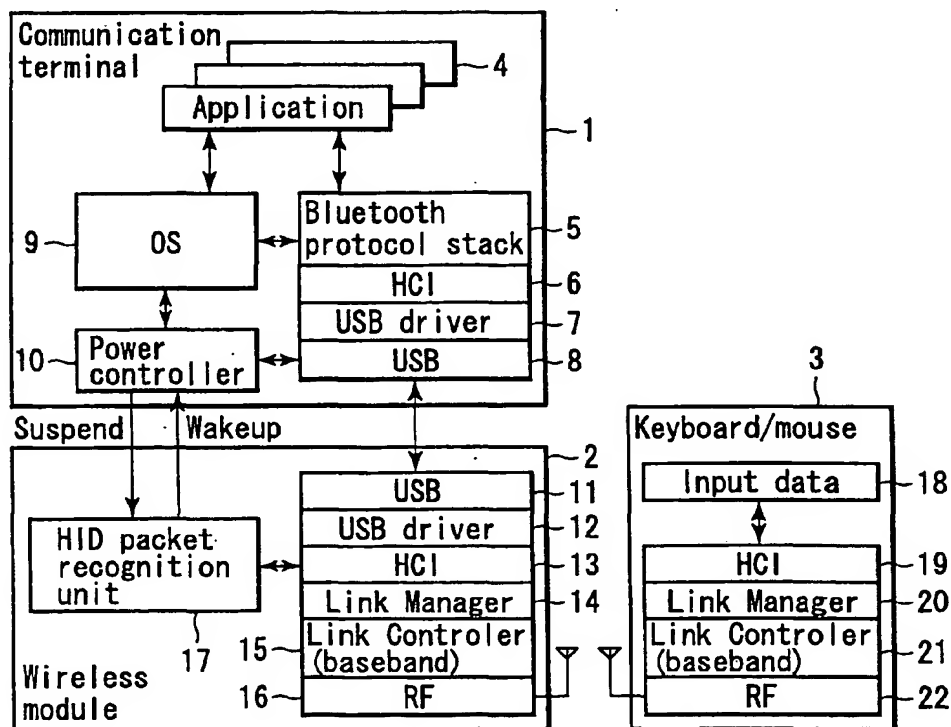 Communication
terminal
4
Application
1
9
OS
Bluetooth
protocol stack
5
HCI
6
USB driver
7
10
Power
controller
USB
8
3
Suspend
Wakeup
Keyboard/mouse
2
Input data
18
USB
11
USB driver
12
HID packet
recognition
unit
HCI
13
HCI
19
Link Manager
14
Link Manager
20
17
15
Link Controler
(baseband)
Link Controler
(baseband)
21
Wireless
module
16
RF
RF
22